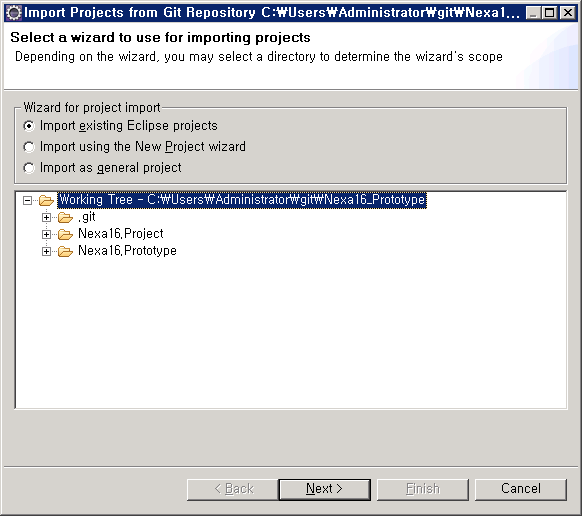 Import Projects from Git Repository C:₩Users₩Administrator₩git₩Nexa1...
Select a wizard to use for importing projects
Depending on the wizard, you may select a directory to determine the wizard's scope
Wizard for project import
Import existing Eclipse projects
Import using the New Project wizard
Import as general project
Working Tree - C:₩Users₩Administrator₩git₩Nexa16_Prototype
.git
Nexa16.Project
Nexa16.Prototype
< Back
Next >
Finish
Cancel